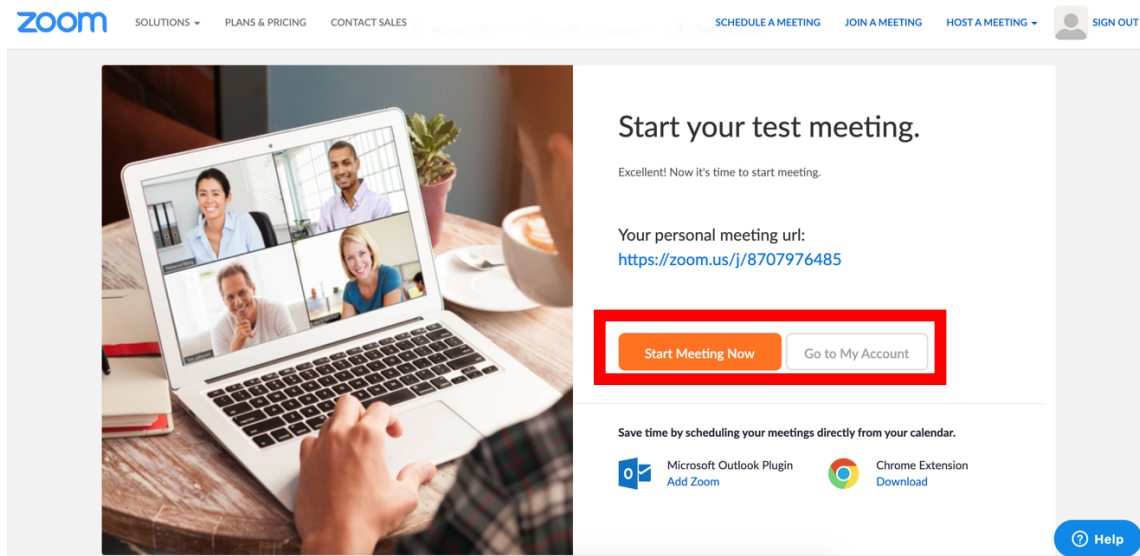 zoom
SOLUTIONS
PLANS & PRICING
CONTACT SALES
SCHEDULE A MEETING
JOIN A MEETING
HOST A MEETING
SIGN OUT
Start your test meeting.
Excellent! Now it's time to start meeting.
Your personal meeting url:
https://zoom.us/j/8707976485
Start Meeting Now
Go to My Account
Save time by scheduling your meetings directly from your calendar.
Microsoft Outlook Plugin
Add Zoom
Chrome Extension
Download
Help